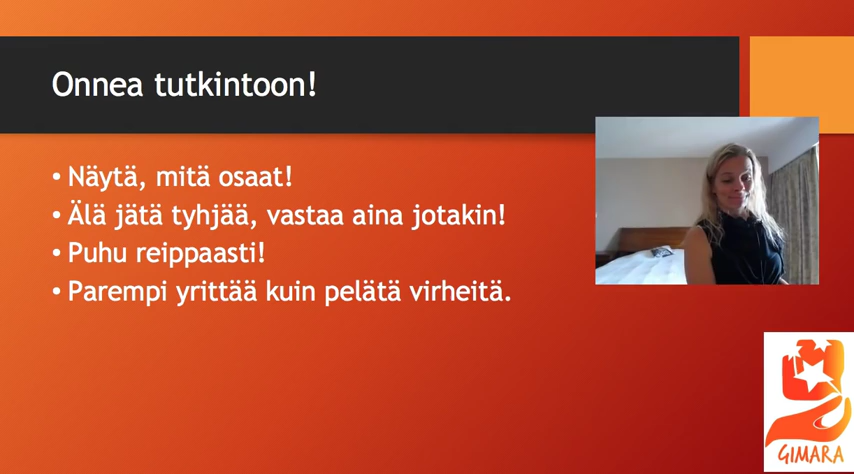 Onnea tutkintoon!
• Näytä, mitä osaat!
• Älä jätä tyhjää, vastaa aina jotakin!
• Puhu reippaasti!
• Parempi yrittää kuin pelätä virheitä.
GIMARA